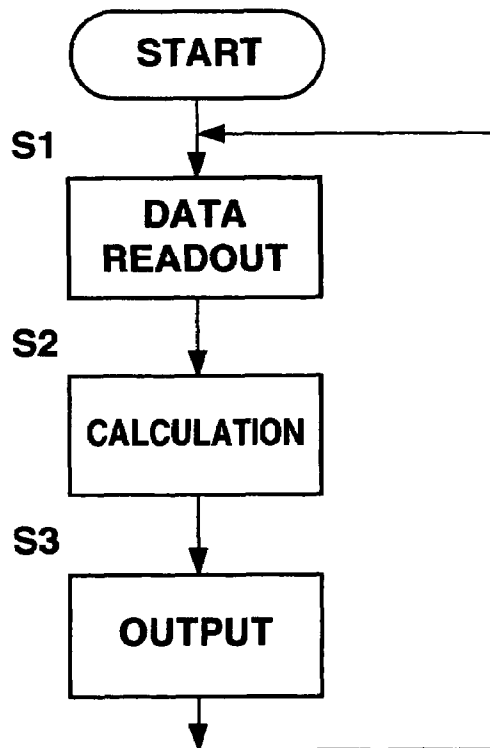 START
S1
DATA
READOUT
S2
CALCULATION
S3
OUTPUT